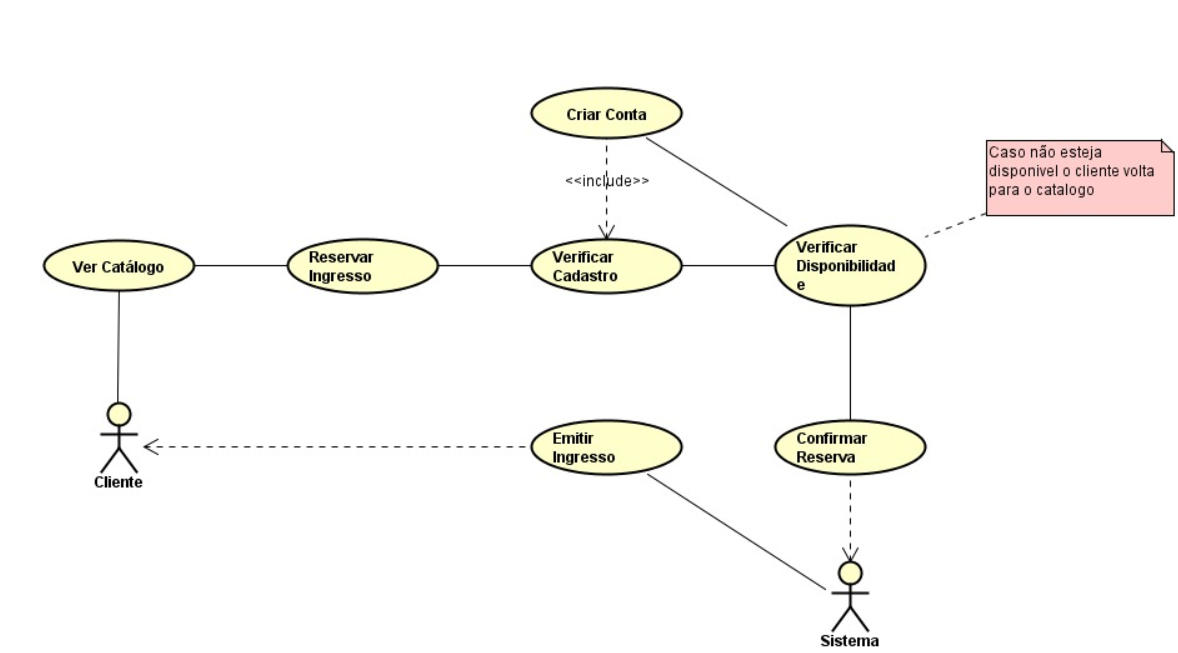 Criar Conta
<<include>>
Caso não esteja
disponivel o cliente volta
para o catalogo
Ver Catálogo
Reservar
Ingresso
Verificar
Cadastro
Verificar
Disponibilidad
e
Emitir
Ingresso
Confirmar
Reserva
Cliente
Sistema